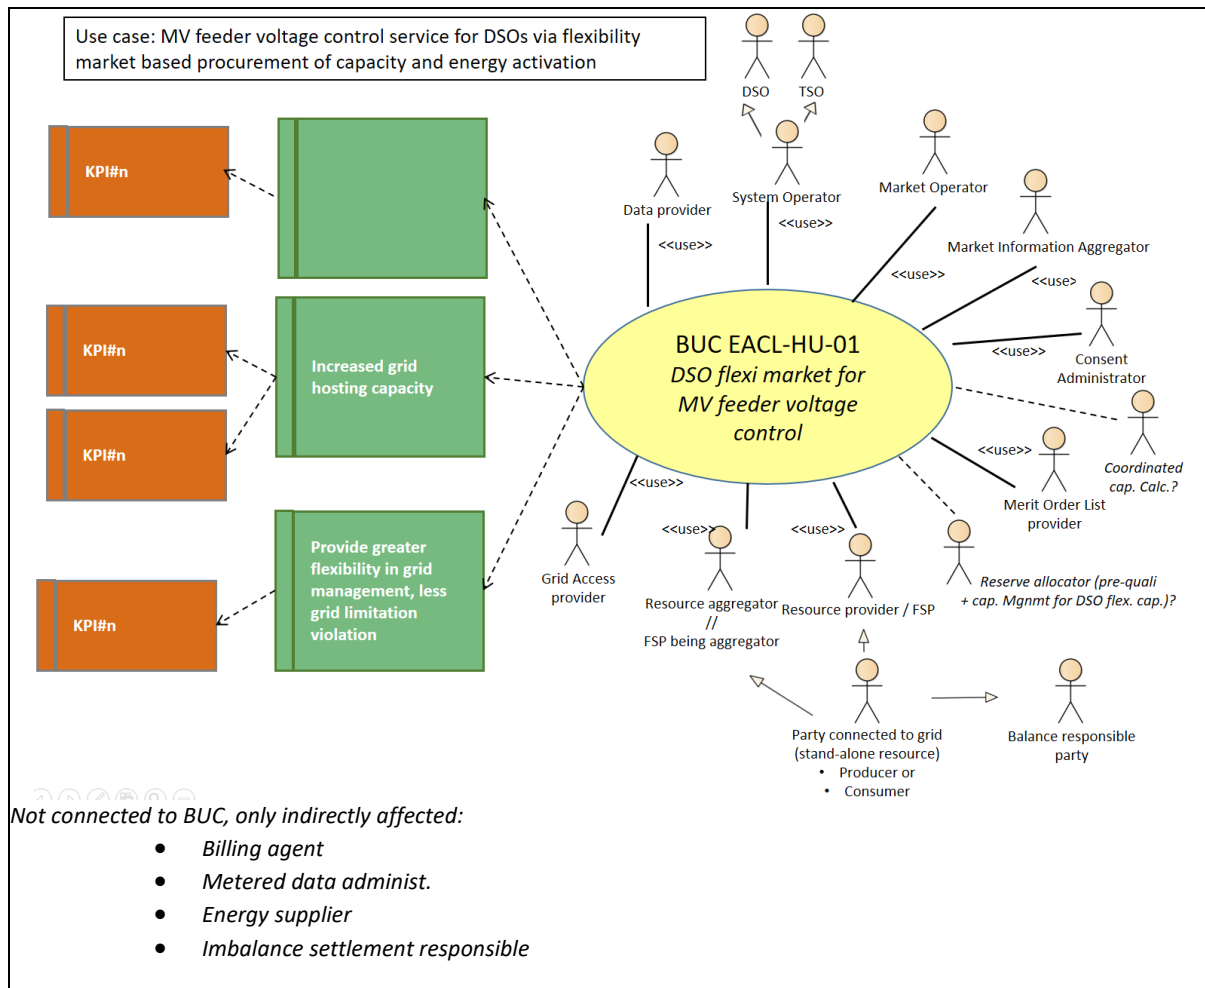 Use case: MV feeder voltage control service for DSOs via flexibility
market based procurement of capacity and energy activation
DSO
TSO
KPI#n
Data provider
System Operator
Market Operator
Market Information Aggregator
<<use>>
<<use>>
<<use>>
<<use>
KPI#n
KPI#n
Increased grid
hosting capacity
BUC EACL-HU-01
DSO flexi market for
MV feeder voltage
control
<<use>>
Consent
Administrator
<<use>>
Coordinated
cap. Calc.?
Merit Order List
provider
<<use>>
<<use>>
<<use>>
KPI#n
Provide greater
flexibility in grid
management, less
grid limitation
violation
Grid Access
provider
Resource aggregator
//
FSP being aggregator
Resource provider / FSP
Reserve allocator (pre-quali
+ cap. Mgnmt for DSO flex. cap.)?
Party connected to grid
(stand-alone resource)
• Producer or
• Consumer
Balance responsible
party
Not connected to BUC, only indirectly affected:
• Billing agent
• Metered data administ.
• Energy supplier
• Imbalance settlement responsible